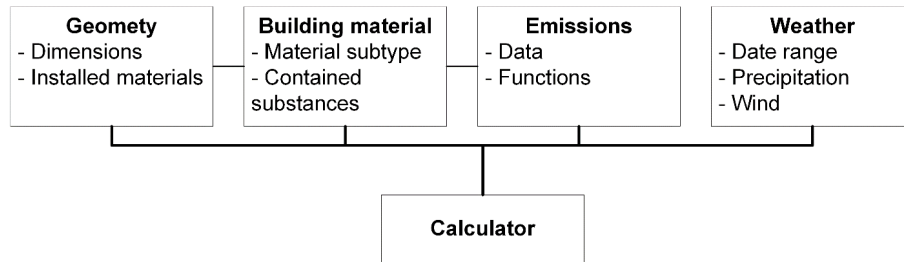 Geomety
- Dimensions
- Installed materials
Building material
- Material subtype
- Contained
substances
Emissions
- Data
- Functions
Weather
- Date range
- Precipitation
- Wind
Calculator